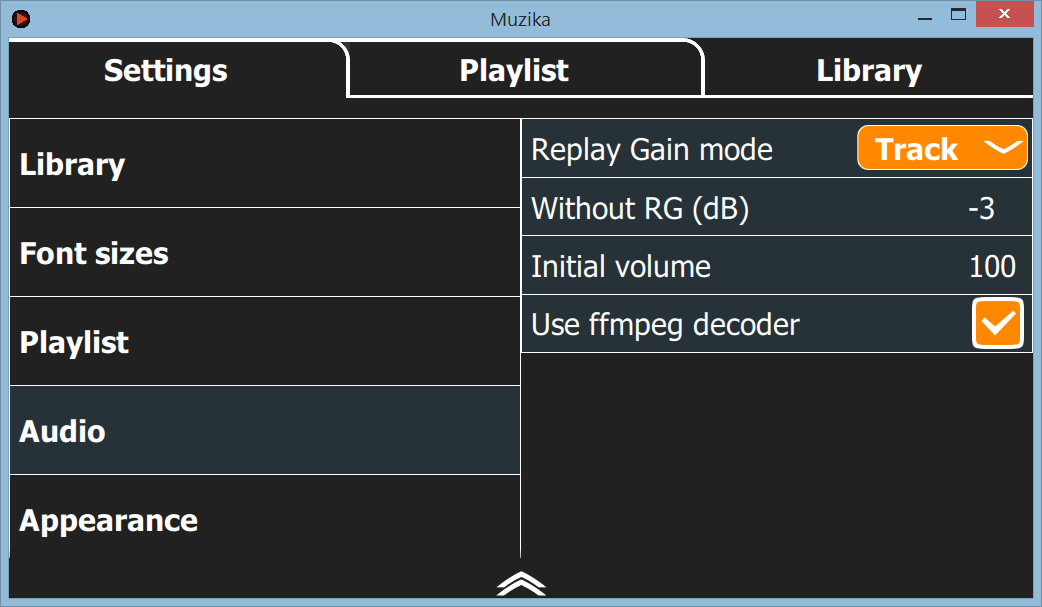 Muzika
Settings
Playlist
Library
Library
Font sizes
Playlist
Audio
Appearance
Replay Gain mode Track
Without RG (dB) -3
Initial volume 100
Use ffmpeg decoder